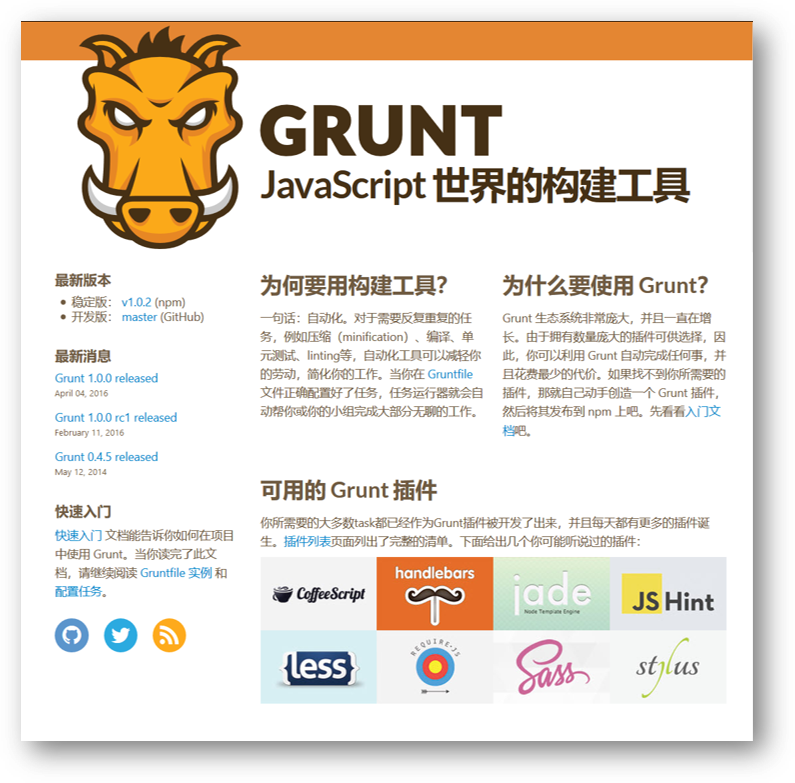 GRUNT
JavaScript 世界的构建工具
最新版本
稳定版： v1.0.2 (npm)
开发版： master (GitHub)
最新消息
Grunt 1.0.0 released
April 04, 2016
Grunt 1.0.0 rc1 released
February 11, 2016
Grunt 0.4.5 released
May 12, 2014
快速入门
快速入门 文档能告诉你如何在项目
中使用 Grunt。当你读完了此文
档，请继续阅读 Gruntfile 实例 和
配置任务。
为何要用构建工具？
一句话：自动化。对于需要反复重复的任
务，例如压缩（minification）、编译、单
元测试、linting等，自动化工具可以减轻你
的劳动，简化你的工作。当你在 Gruntfile
文件正确配置好了任务，任务运行器就会自
动帮你或你的小组完成大部分无聊的工作。
为什么要使用 Grunt？
Grunt 生态系统非常庞大，并且一直在增
长。由于拥有数量庞大的插件可供选择，因
此，你可以利用 Grunt 自动完成任何事，并
且花费最少的代价。如果找不到你所需要的
插件，那就自己动手创造一个 Grunt 插件，
然后将其发布到 npm 上吧。先看看入门文
档吧。
可用的 Grunt 插件
你所需要的大多数task都已经作为Grunt插件被开发了出来，并且每天都有更多的插件诞
生。插件列表页面列出了完整的清单。下面给出几个你可能听说过的插件：
CoffeeScript
handlebars
jade
Node Template Engine
JSHint
{less}
REQUIRE·JS
Sass
stylus